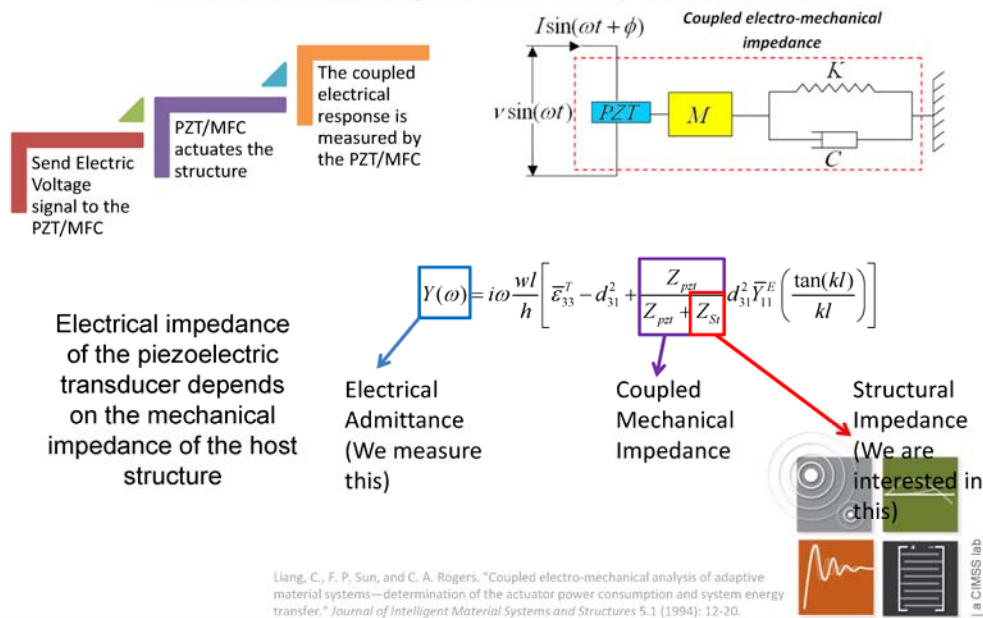 Send Electric
Voltage
signal to the
PZT/MFC
PZT/MFC
actuates the
structure
The coupled
electrical
response is
measured by
the PZT/MFC
Coupled electro-mechanical
impedance
I sin(ωt + ϕ)
v sin(ωt)
PZT
M
K
C
Y(ω) = iω wl/h [ε̅₃₃ᵀ − d₃₁² + Z_pzt/(Z_pzt + Z_St) d₃₁² Y̅₁₁ᴱ (tan(kl)/kl)]
Electrical impedance
of the piezoelectric
transducer depends
on the mechanical
impedance of the host
structure
Electrical
Admittance
(We measure
this)
Coupled
Mechanical
Impedance
Structural
Impedance
(We are
interested in
this)
Liang, C., F. P. Sun, and C. A. Rogers. "Coupled electro-mechanical analysis of adaptive
material systems—determination of the actuator power consumption and system energy
transfer." Journal of Intelligent Material Systems and Structures 5.1 (1994): 12-20.
| a CIMSS lab